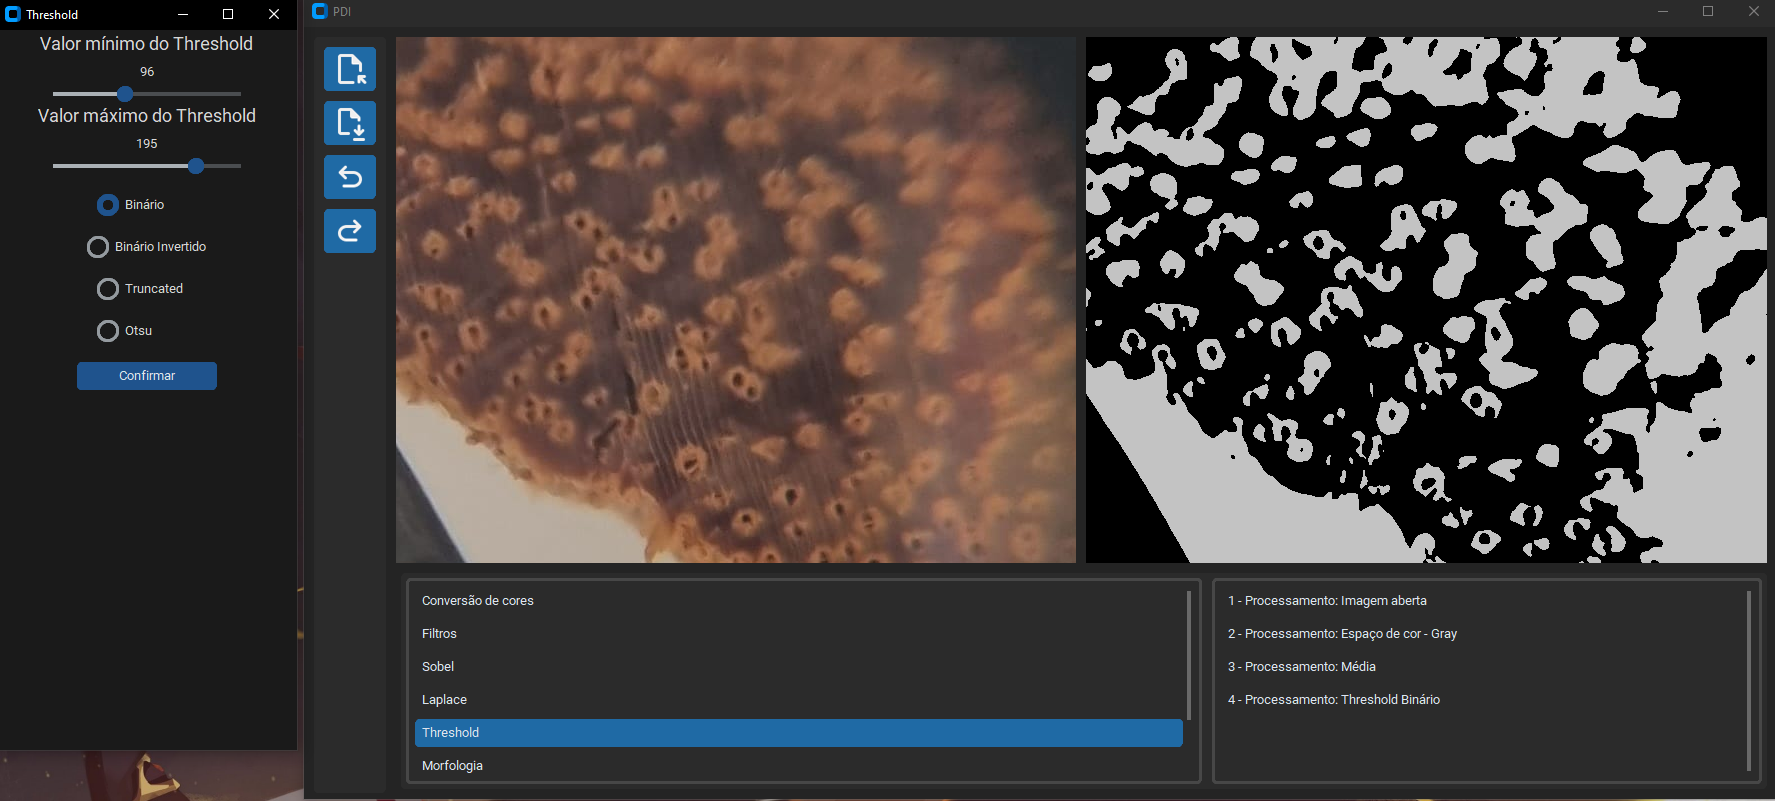 Threshold
Valor mínimo do Threshold
96
Valor máximo do Threshold
195
Binário
Binário Invertido
Truncated
Otsu
Confirmar
PDI
Conversão de cores
Filtros
Sobel
Laplace
Threshold
Morfologia
1 - Processamento: Imagem aberta
2 - Processamento: Espaço de cor - Gray
3 - Processamento: Média
4 - Processamento: Threshold Binário